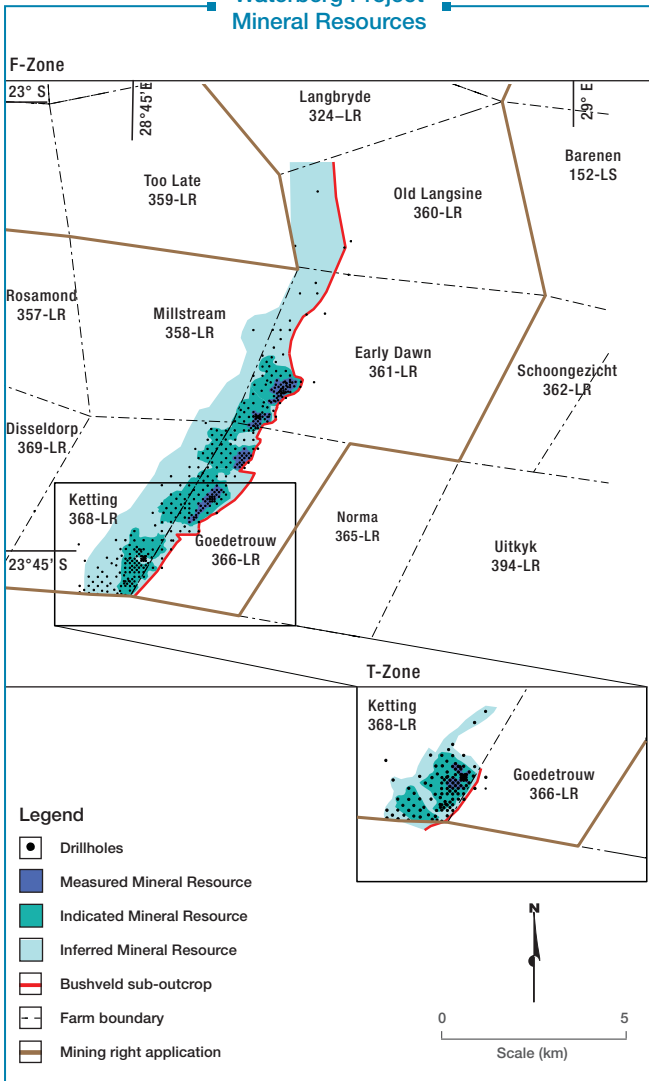 Waterberg Project
Mineral Resources
F-Zone
23° S
28°45'E
29° E
Langbryde
324–LR
Barenen
152-LS
Too Late
359-LR
Old Langsine
360-LR
Rosamond
357-LR
Millstream
358-LR
Early Dawn
361-LR
Schoongezicht
362-LR
Disseldorp
369-LR
Ketting
368-LR
Goedetrouw
366-LR
Norma
365-LR
Uitkyk
394-LR
23°45' S
T-Zone
Ketting
368-LR
Goedetrouw
366-LR
Legend
Drillholes
Measured Mineral Resource
Indicated Mineral Resource
Inferred Mineral Resource
Bushveld sub-outcrop
Farm boundary
Mining right application
N
0 5
Scale (km)